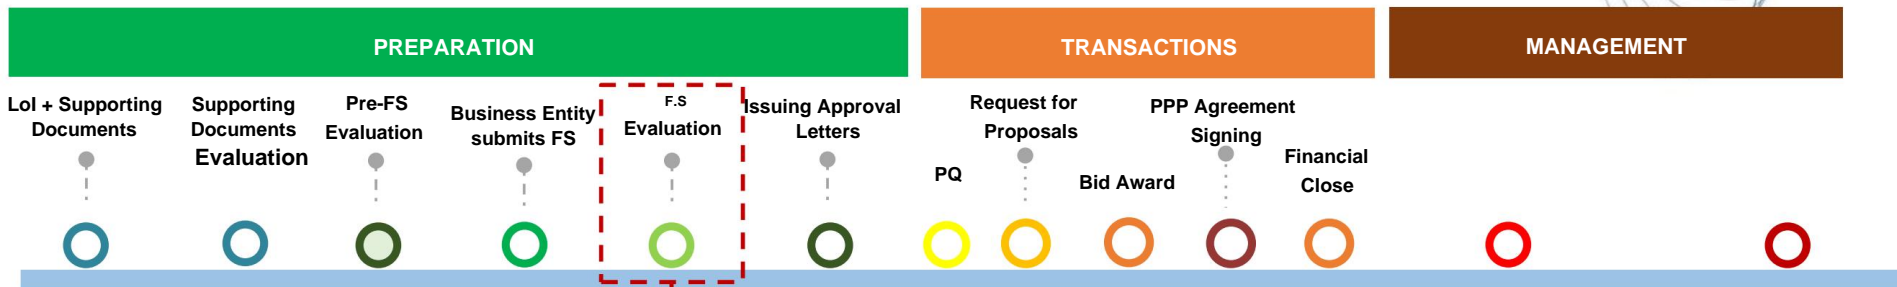 PREPARATION
TRANSACTIONS
MANAGEMENT
LoI + Supporting
Documents
Supporting
Documents
Evaluation
Pre-FS
Evaluation
Business Entity
submits FS
F.S
Evaluation
Issuing Approval
Letters
PQ
Request for
Proposals
Bid Award
PPP Agreement
Signing
Financial
Close